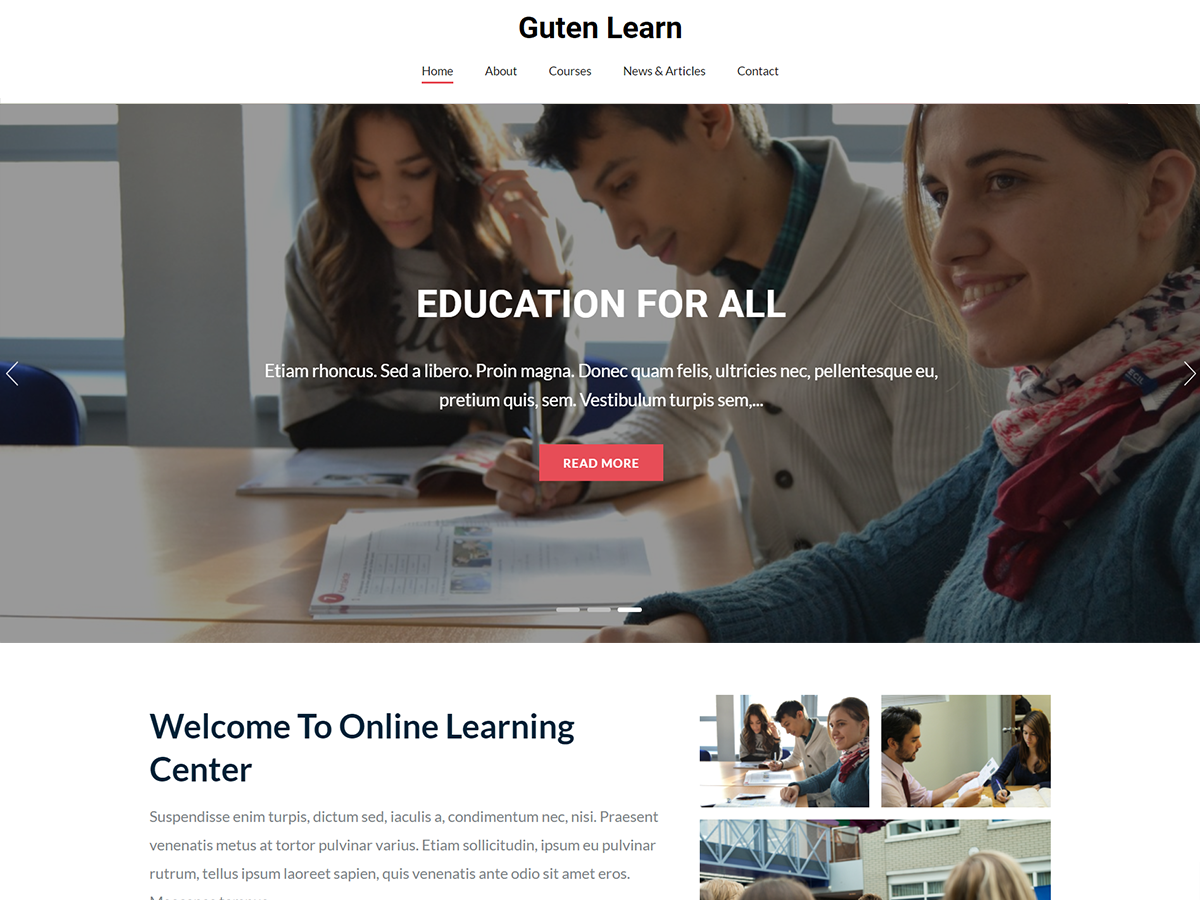 Guten Learn
Home About Courses News & Articles Contact
EDUCATION FOR ALL
Etiam rhoncus. Sed a libero. Proin magna. Donec quam felis, ultricies nec, pellentesque eu,
pretium quis, sem. Vestibulum turpis sem,...
READ MORE
Welcome To Online Learning
Center
Suspendisse enim turpis, dictum sed, iaculis a, condimentum nec, nisi. Praesent
venenatis metus at tortor pulvinar varius. Etiam sollicitudin, ipsum eu pulvinar
rutrum, tellus ipsum laoreet sapien, quis venenatis ante odio sit amet eros.